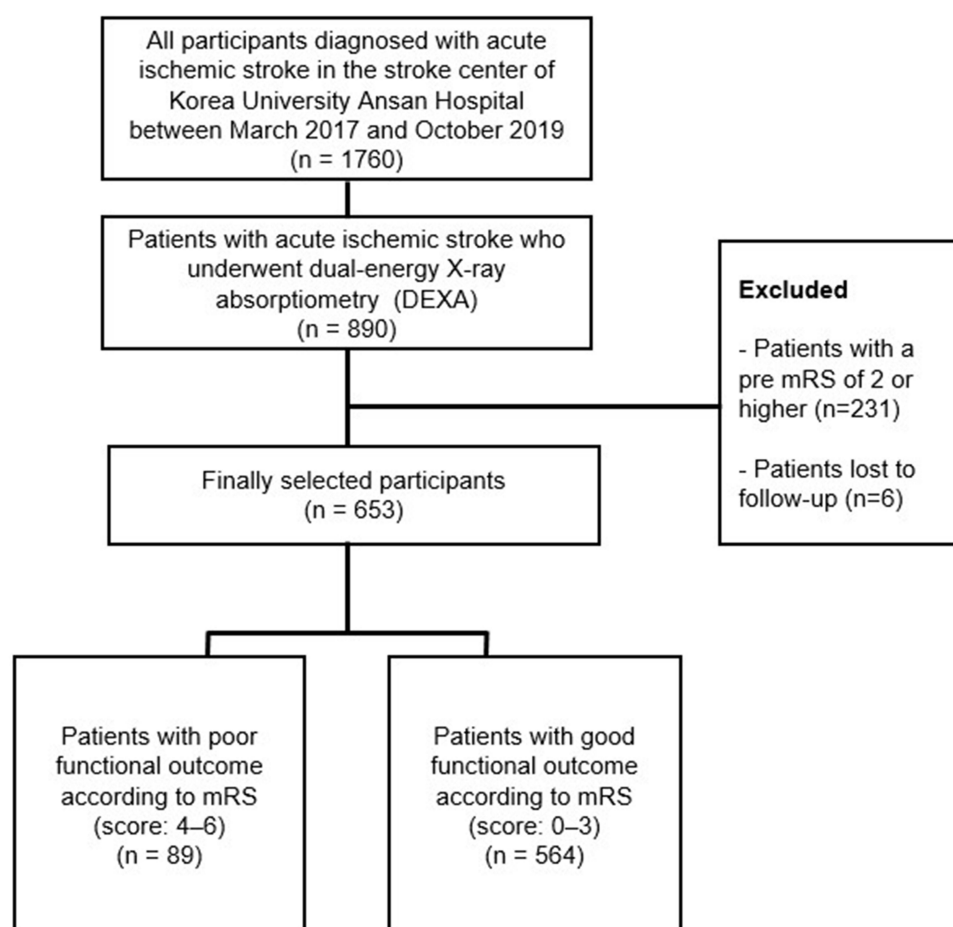 All participants diagnosed with acute
ischemic stroke in the stroke center of
Korea University Ansan Hospital
between March 2017 and October 2019
(n = 1760)
Patients with acute ischemic stroke who
underwent dual-energy X-ray
absorptiometry (DEXA)
(n = 890)
Excluded
- Patients with a
pre mRS of 2 or
higher (n=231)
- Patients lost to
follow-up (n=6)
Finally selected participants
(n = 653)
Patients with poor
functional outcome
according to mRS
(score: 4–6)
(n = 89)
Patients with good
functional outcome
according to mRS
(score: 0–3)
(n = 564)